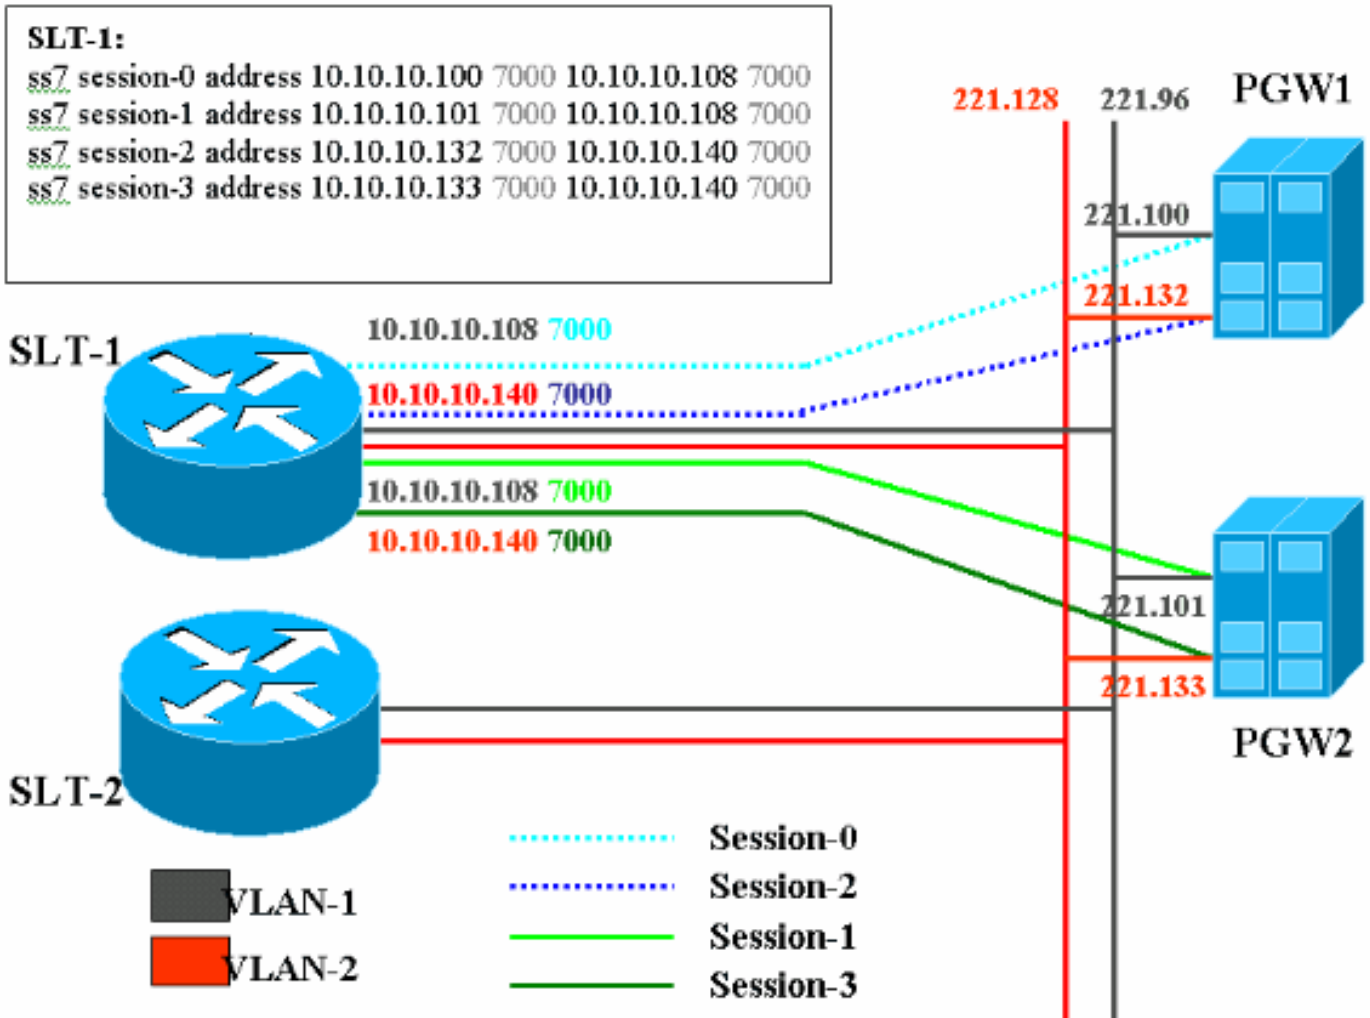 SLT-1:
ss7 session-0 address 10.10.10.100 7000 10.10.10.108 7000
ss7 session-1 address 10.10.10.101 7000 10.10.10.108 7000
ss7 session-2 address 10.10.10.132 7000 10.10.10.140 7000
ss7 session-3 address 10.10.10.133 7000 10.10.10.140 7000
221.128 221.96 PGW1
221.100
221.132
SLT-1
10.10.10.108 7000
10.10.10.140 7000
10.10.10.108 7000
10.10.10.140 7000
221.101
221.133
PGW2
SLT-2
Session-0
Session-2
Session-1
Session-3
VLAN-1
VLAN-2